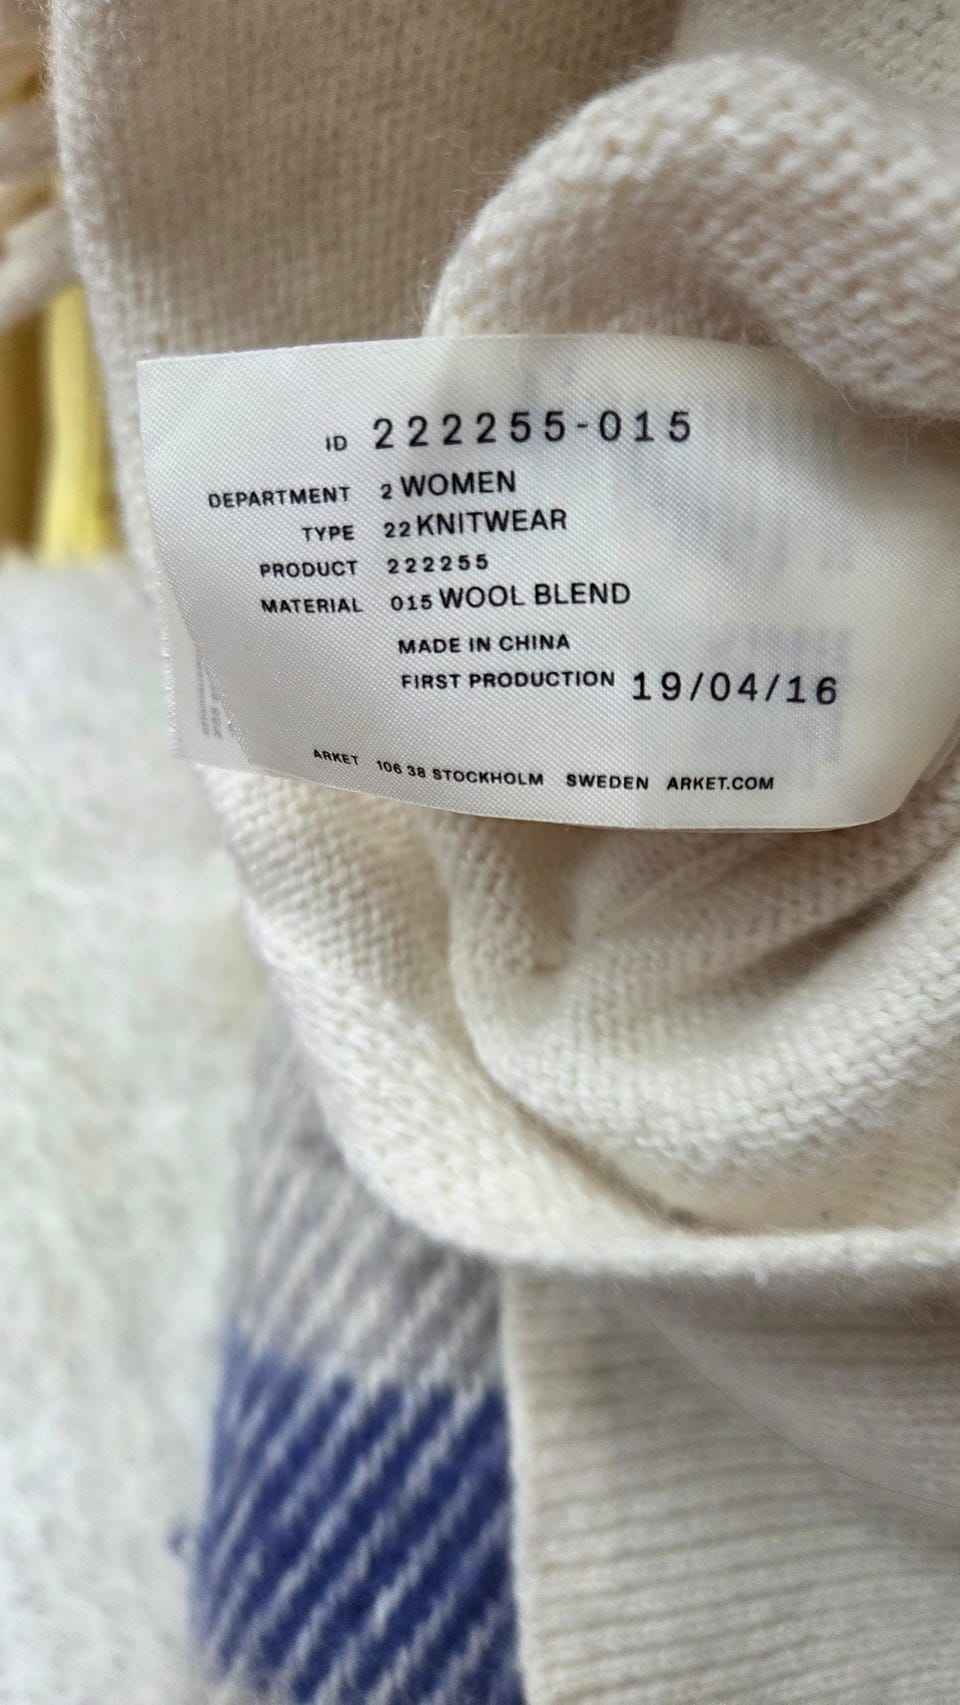 ID 222255-015
DEPARTMENT 2 WOMEN
TYPE 22 KNITWEAR
PRODUCT 222255
MATERIAL 015 WOOL BLEND
MADE IN CHINA
FIRST PRODUCTION 19/04/16
ARKET 106 38 STOCKHOLM SWEDEN ARKET.COM